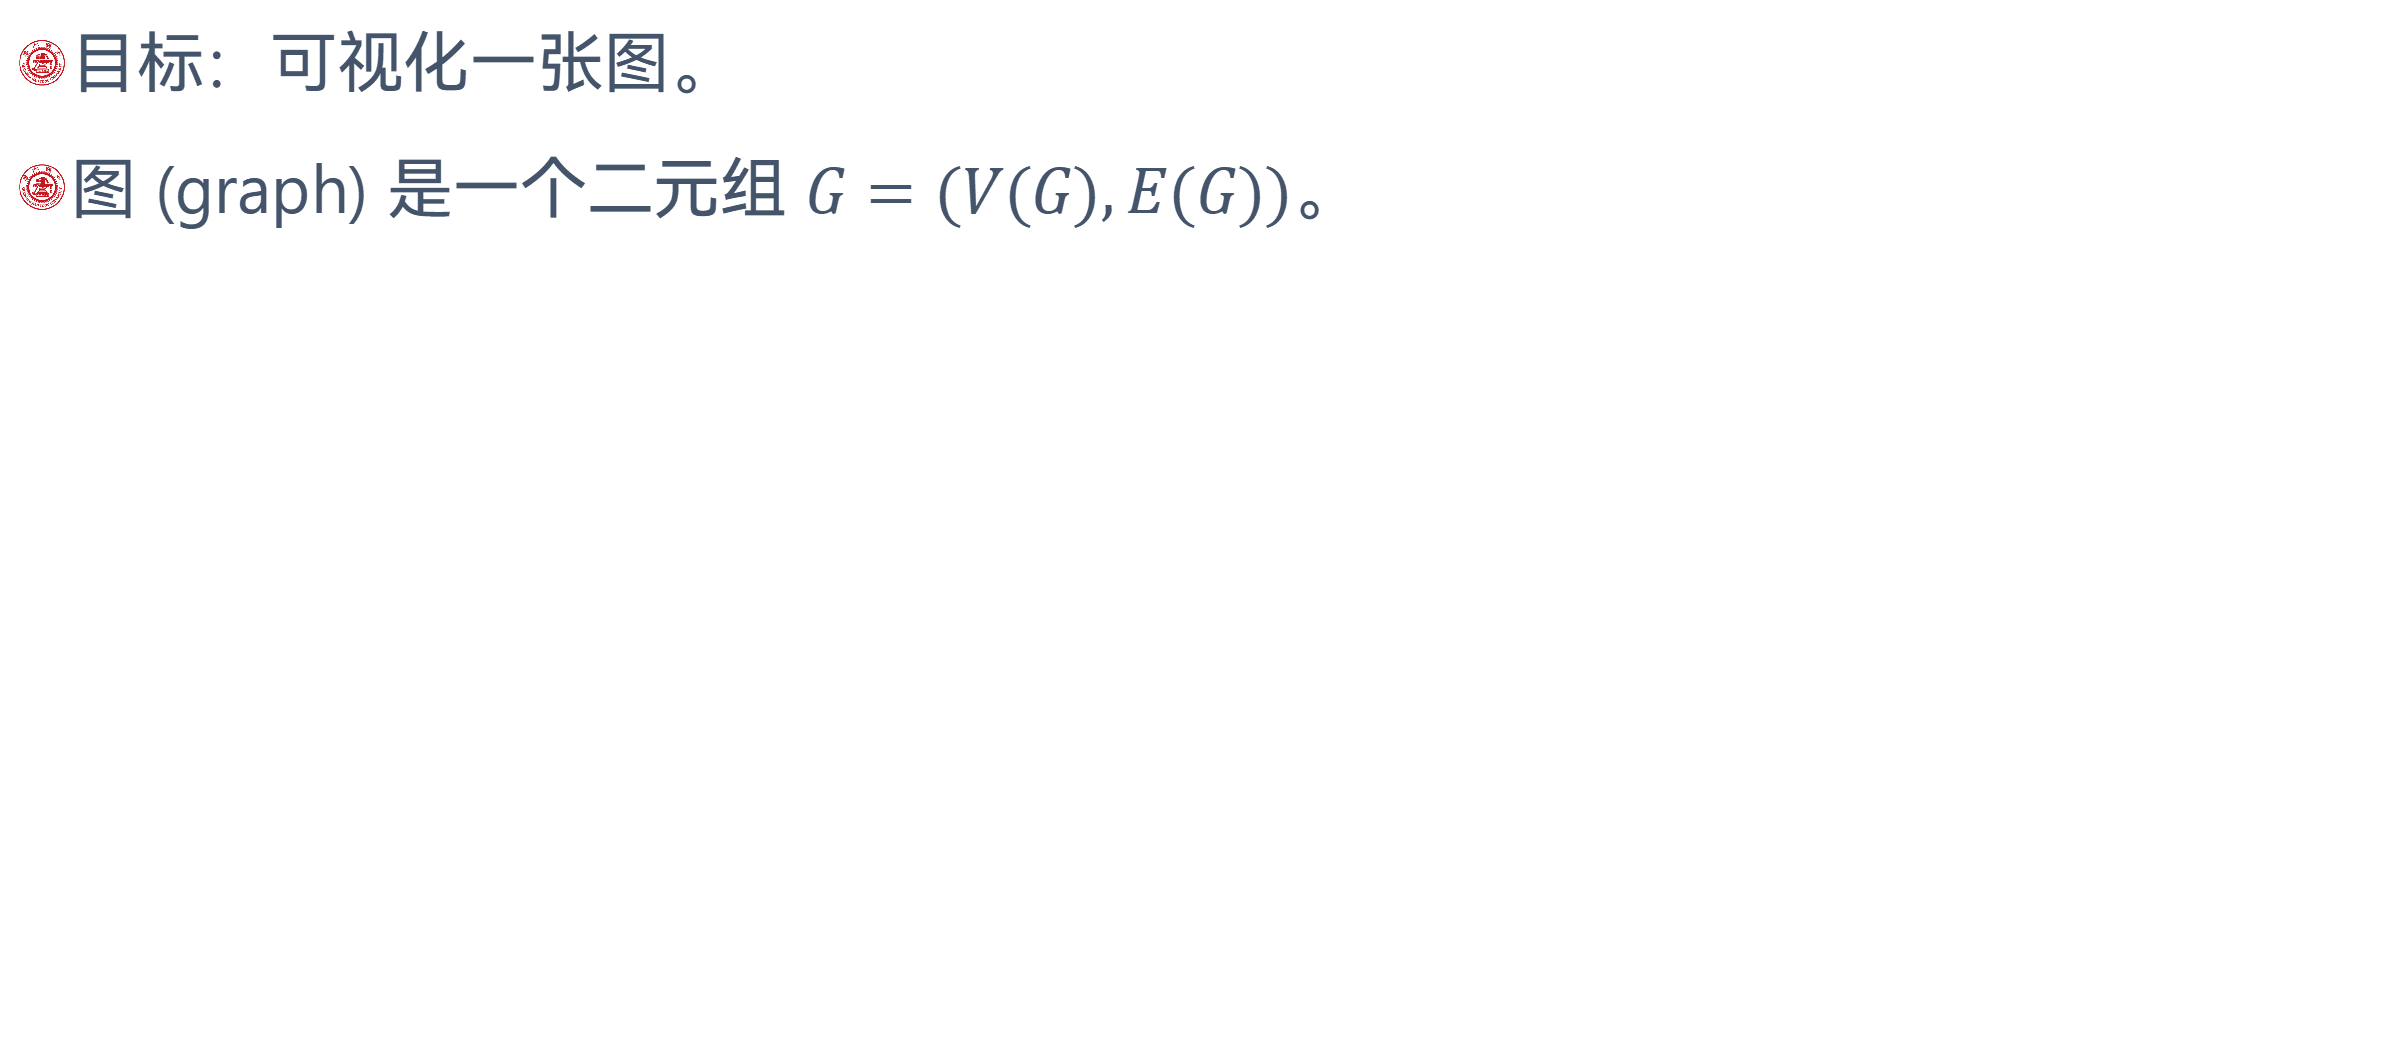 目标：可视化一张图。
图 (graph) 是一个二元组 G = (V(G), E(G))。